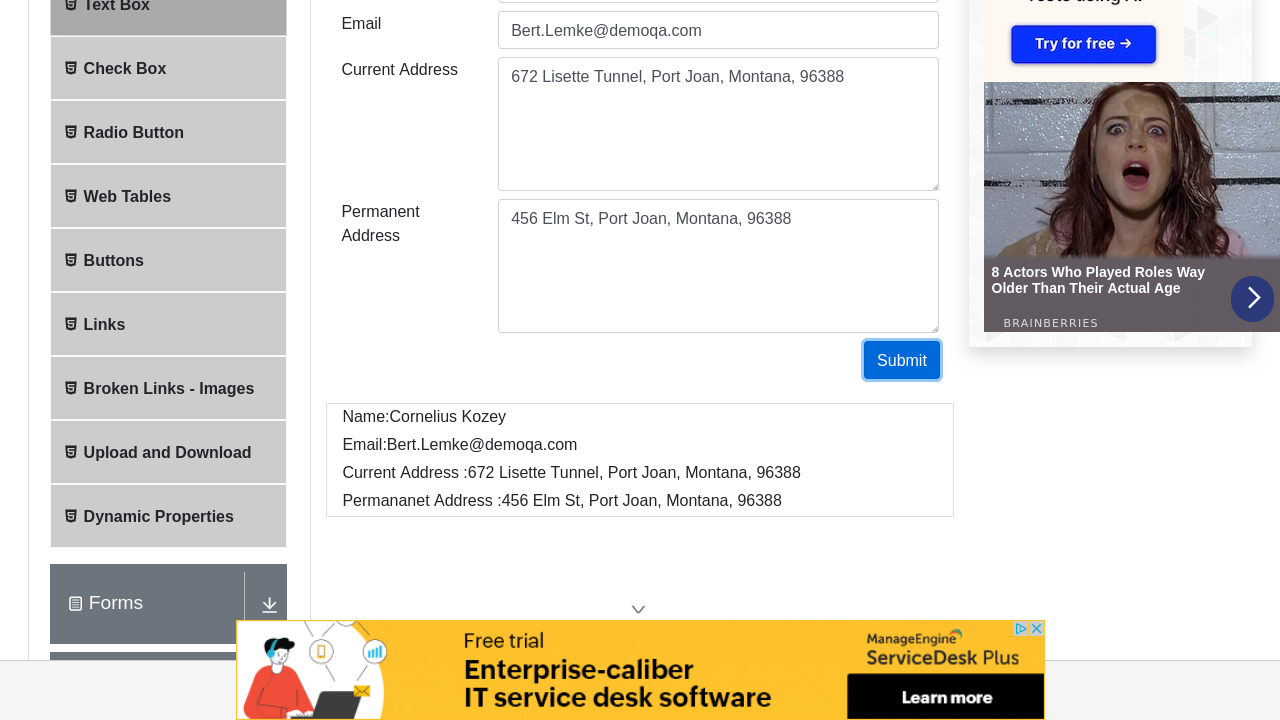 Text Box
Check Box
Radio Button
Web Tables
Buttons
Links
Broken Links - Images
Upload and Download
Dynamic Properties
Forms
Email
Bert.Lemke@demoqa.com
Current Address
672 Lisette Tunnel, Port Joan, Montana, 96388
Permanent
Address
456 Elm St, Port Joan, Montana, 96388
Submit
Name:Cornelius Kozey
Email:Bert.Lemke@demoqa.com
Current Address :672 Lisette Tunnel, Port Joan, Montana, 96388
Permananet Address :456 Elm St, Port Joan, Montana, 96388
Try for free →
8 Actors Who Played Roles Way
Older Than Their Actual Age
BRAINBERRIES
Free trial
Enterprise-caliber
IT service desk software
ManageEngine
ServiceDesk Plus
Learn more